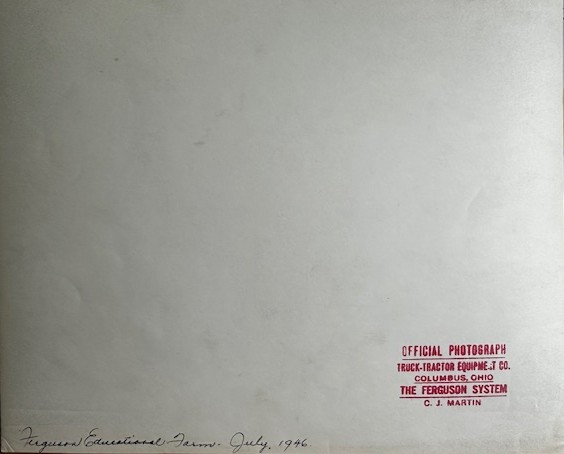 OFFICIAL PHOTOGRAPH
TRUCK-TRACTOR EQUIPMENT CO.
COLUMBUS, OHIO
THE FERGUSON SYSTEM
C. J. MARTIN
Ferguson Educational Farm - July, 1946